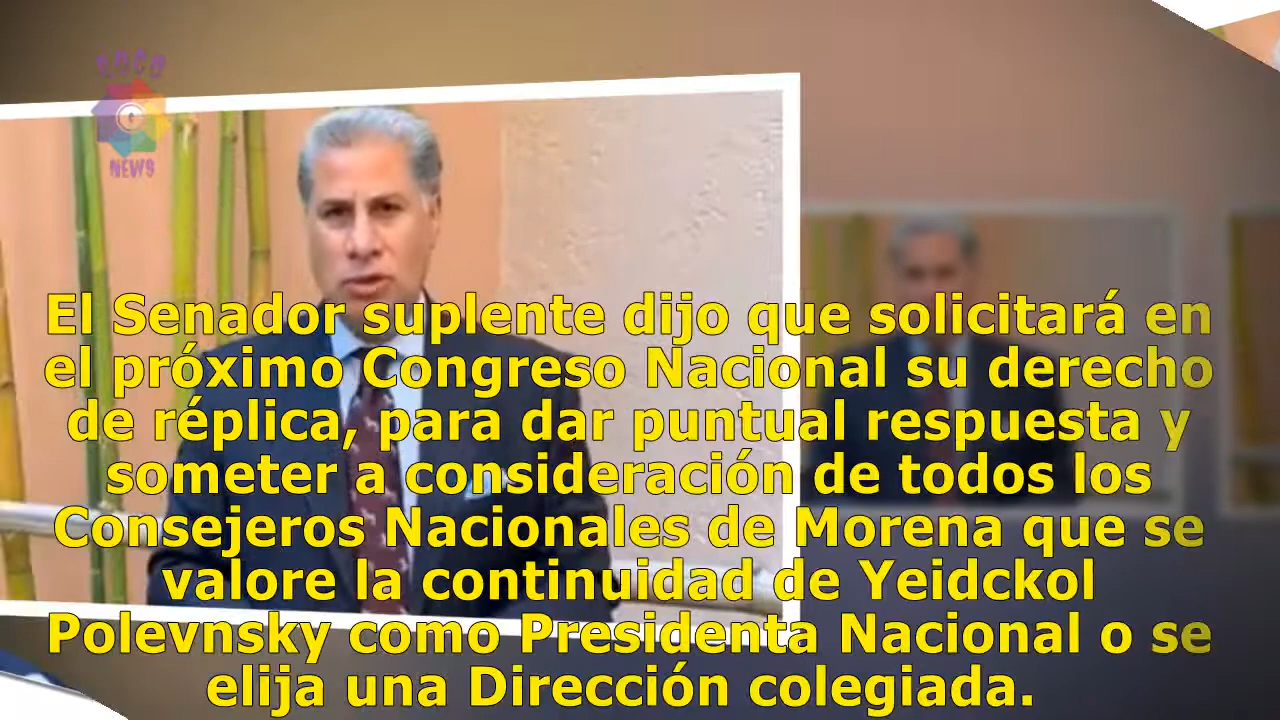 COCO
NEWS
El Senador suplente dijo que solicitará en
el próximo Congreso Nacional su derecho
de réplica, para dar puntual respuesta y
someter a consideración de todos los
Consejeros Nacionales de Morena que se
valore la continuidad de Yeidckol
Polevnsky como Presidenta Nacional o se
elija una Dirección colegiada.